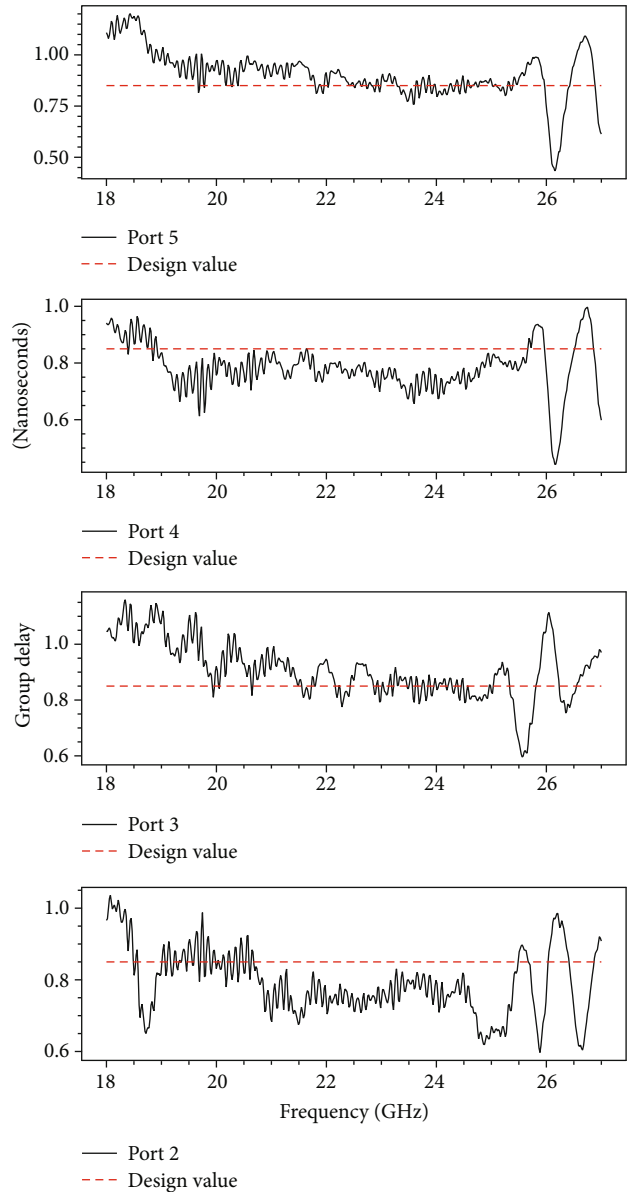 1.00
0.75
0.50
18 20 22 24 26
Port 5
Design value
1.0
0.8
0.6
18 20 22 24 26
Port 4
Design value
1.0
0.8
0.6
18 20 22 24 26
Port 3
Design value
1.0
0.8
0.6
18 20 22 24 26
Frequency (GHz)
Port 2
Design value
Group delay
(Nanoseconds)